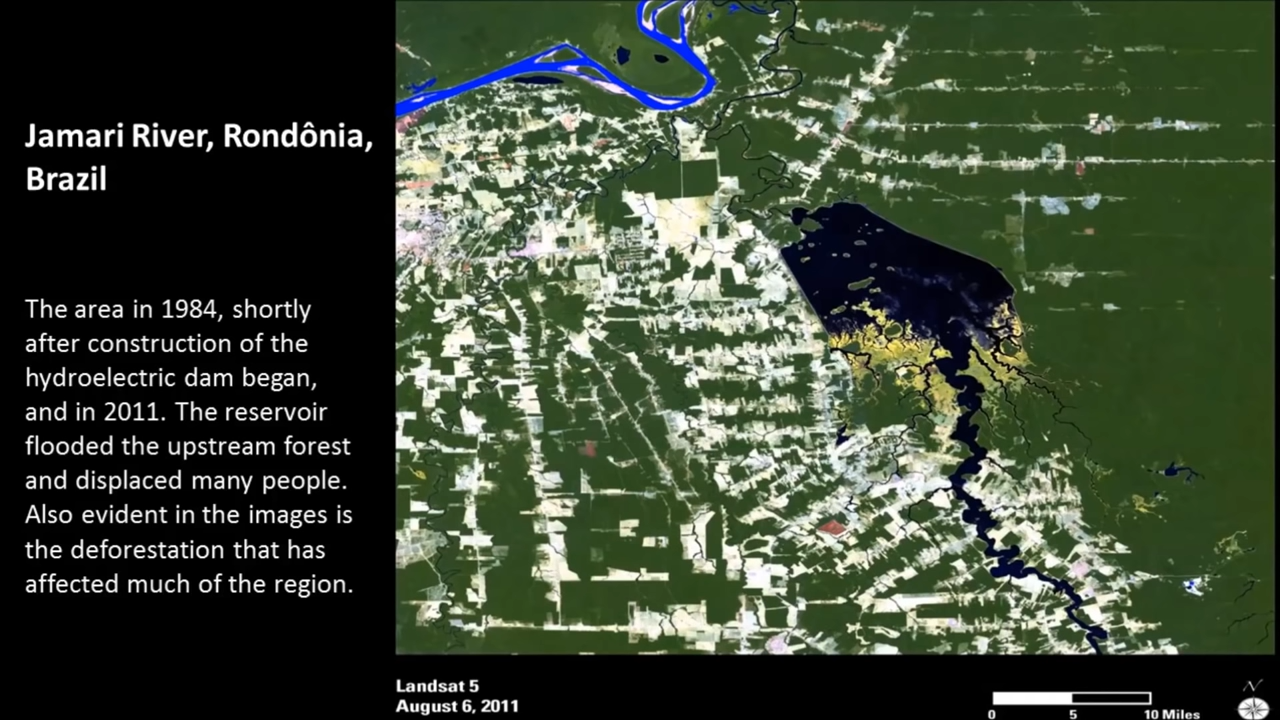 Jamari River, Rondônia,
Brazil
The area in 1984, shortly
after construction of the
hydroelectric dam began,
and in 2011. The reservoir
flooded the upstream forest
and displaced many people.
Also evident in the images is
the deforestation that has
affected much of the region.
Landsat 5
August 6, 2011
0 5 10 Miles
N